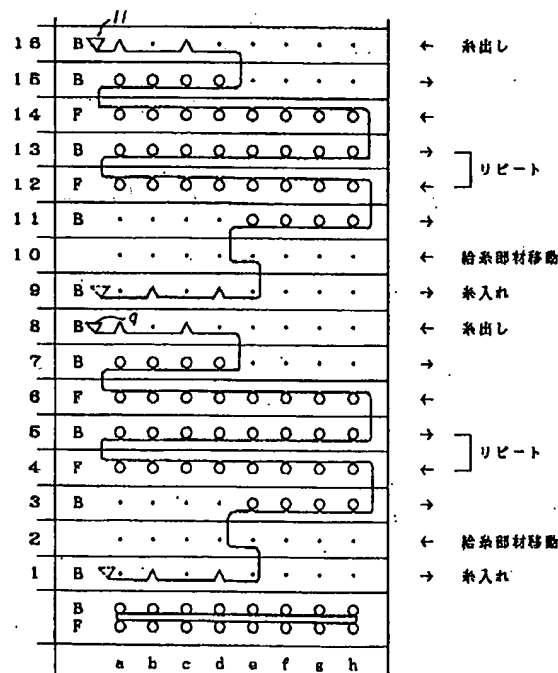 11
16 B ← 糸出し
15 B →
14 F ←
13 B →
リピート
12 F ←
11 B →
10 ← 給糸部材移動
9 B → 糸入れ
9
8 B ← 糸出し
7 B →
6 F ←
5 B →
リピート
4 F ←
3 B →
2 ← 給糸部材移動
1 B → 糸入れ
B
F
a b c d e f g h